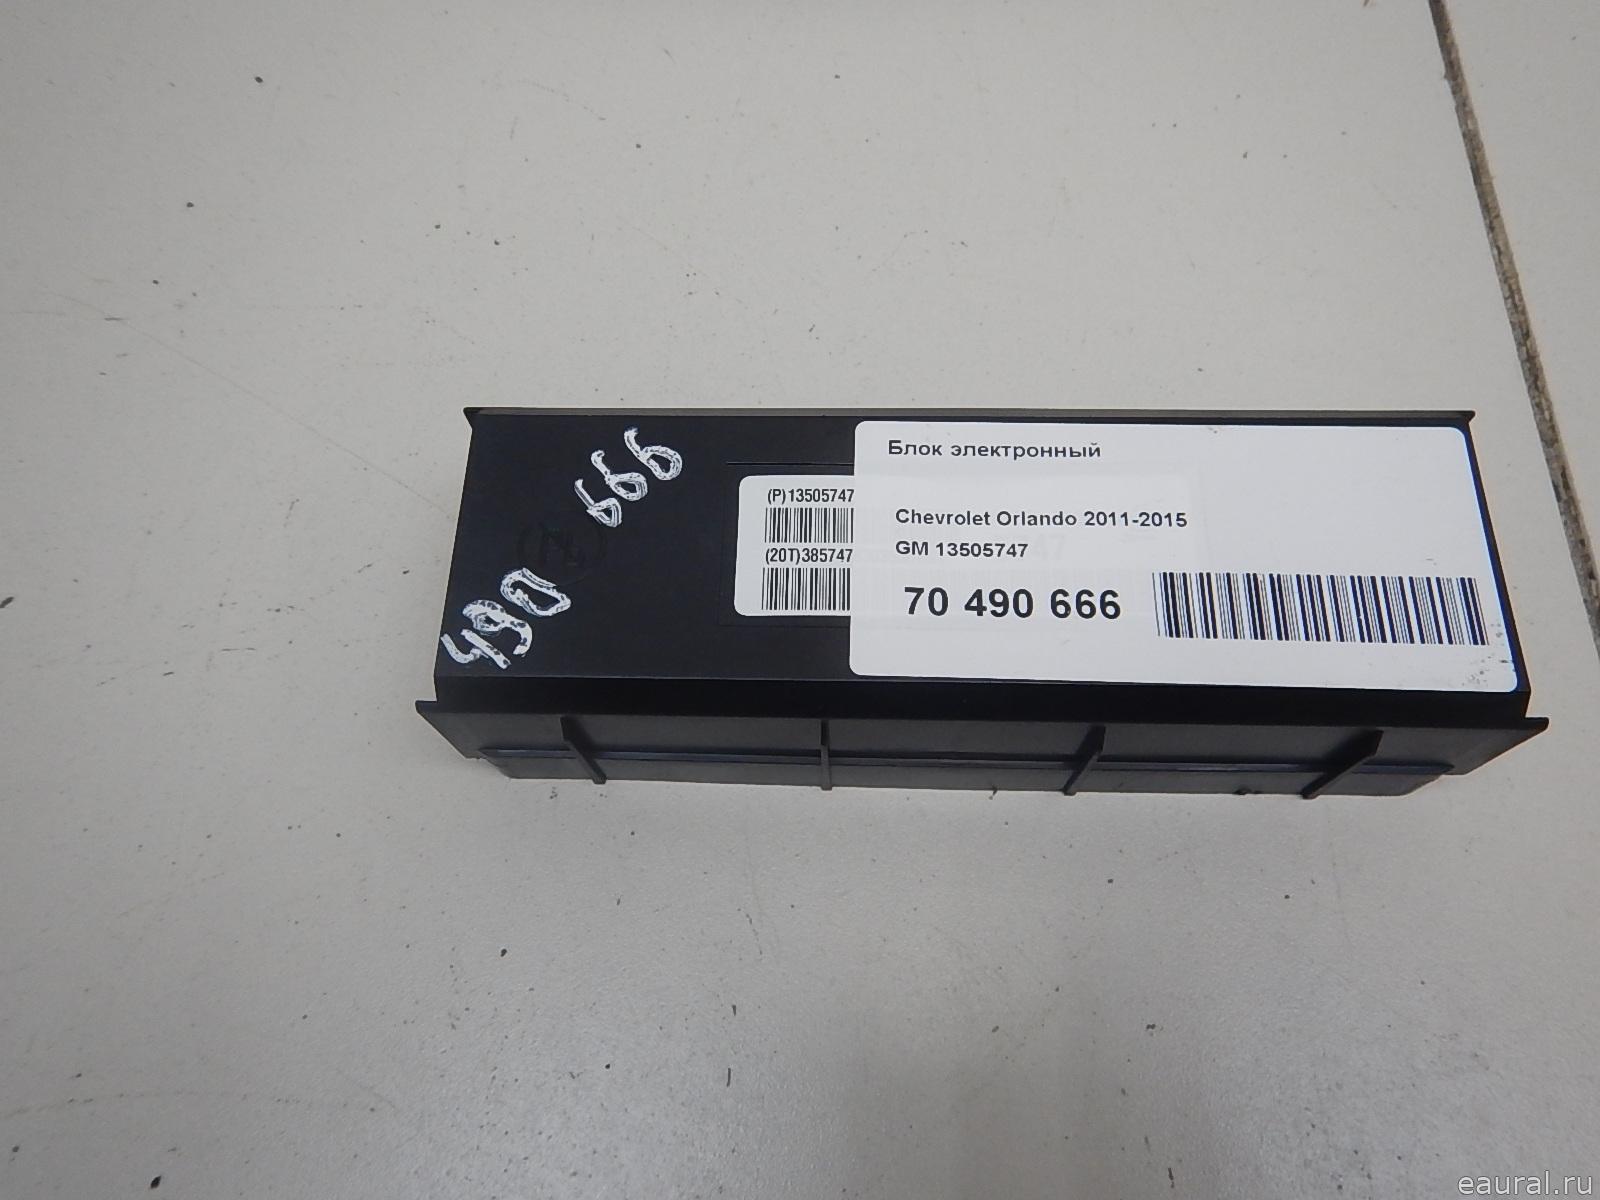 490 666
(P)13505747
(20T)385747
Блок электронный
Chevrolet Orlando 2011-2015
GM 13505747
70 490 666
eaural.ru